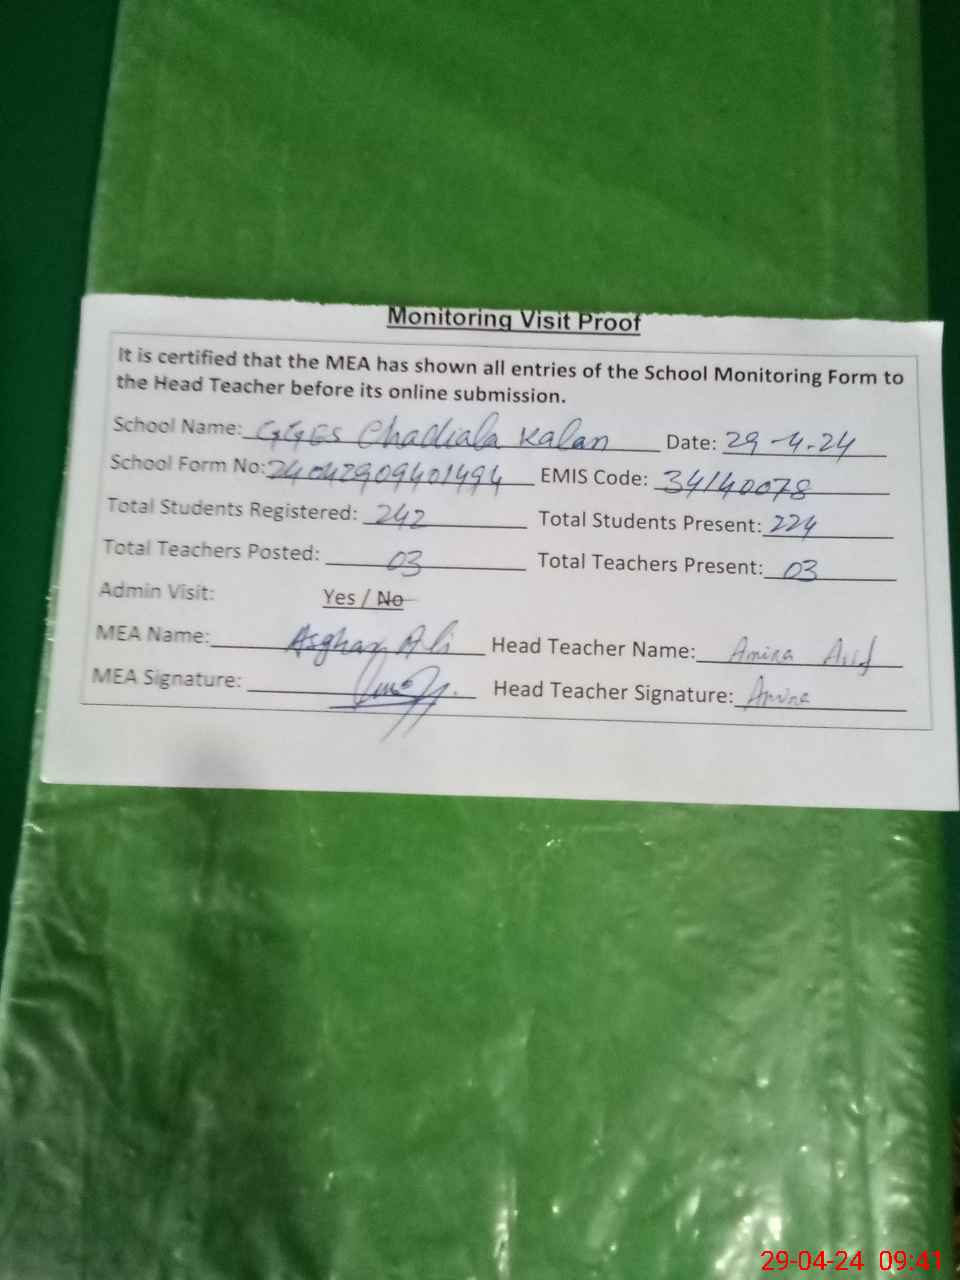 Monitoring Visit Proof
It is certified that the MEA has shown all entries of the School Monitoring Form to
the Head Teacher before its online submission.
School Name: GGES Chadiala Kalan Date: 29-4-24
School Form No: 24042909401494 EMIS Code: 34140078
Total Students Registered: 242 Total Students Present: 224
Total Teachers Posted: 03 Total Teachers Present: 03
Admin Visit: Yes / No
MEA Name: Asghar Ali Head Teacher Name: Amina Asif
MEA Signature: Head Teacher Signature: Amina
29-04-24 09:41